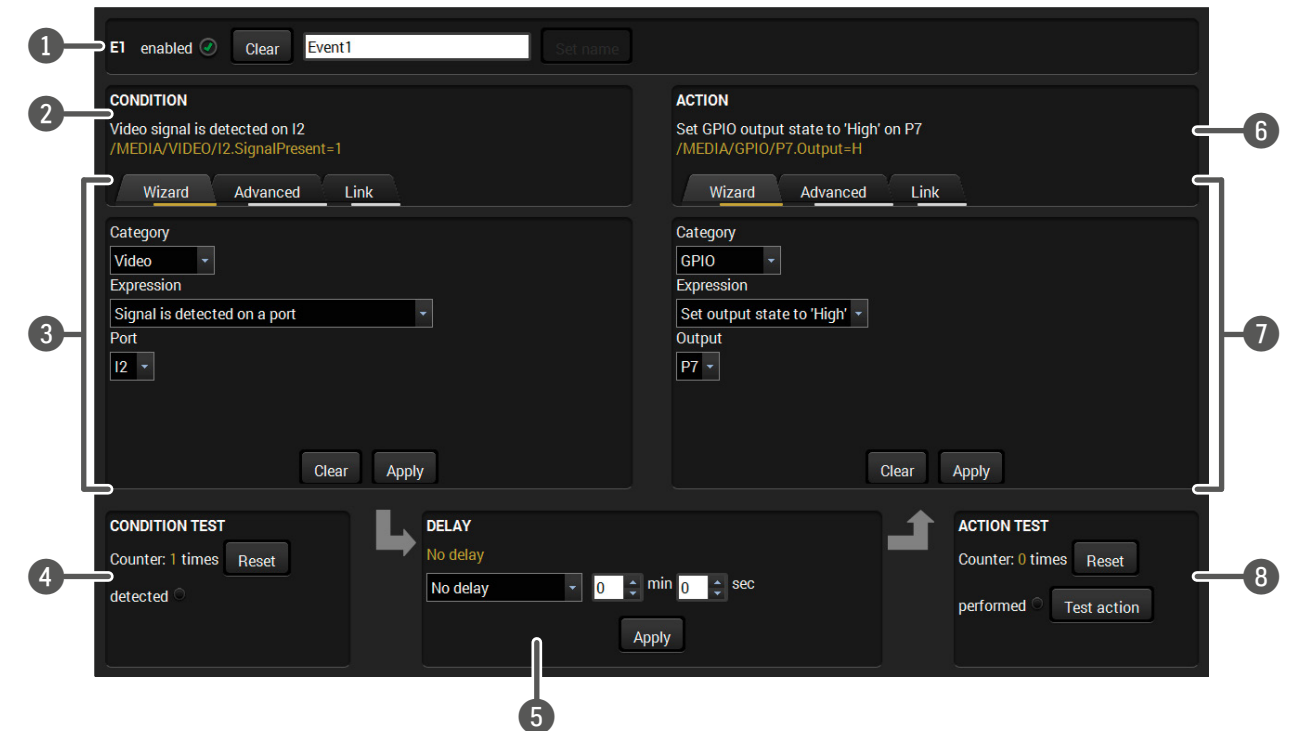 1
E1 enabled Clear Event1 Set name
2
CONDITION
Video signal is detected on I2
/MEDIA/VIDEO/I2.SignalPresent=1
Wizard Advanced Link
3
Category
Video
Expression
Signal is detected on a port
Port
I2
Clear Apply
ACTION
Set GPIO output state to 'High' on P7
/MEDIA/GPIO/P7.Output=H
6
Wizard Advanced Link
Category
GPIO
Expression
Set output state to 'High'
Output
P7
7
Clear Apply
4
CONDITION TEST
Counter: 1 times Reset
detected
DELAY
No delay
No delay 0 min 0 sec
Apply
5
ACTION TEST
Counter: 0 times Reset
performed Test action
8